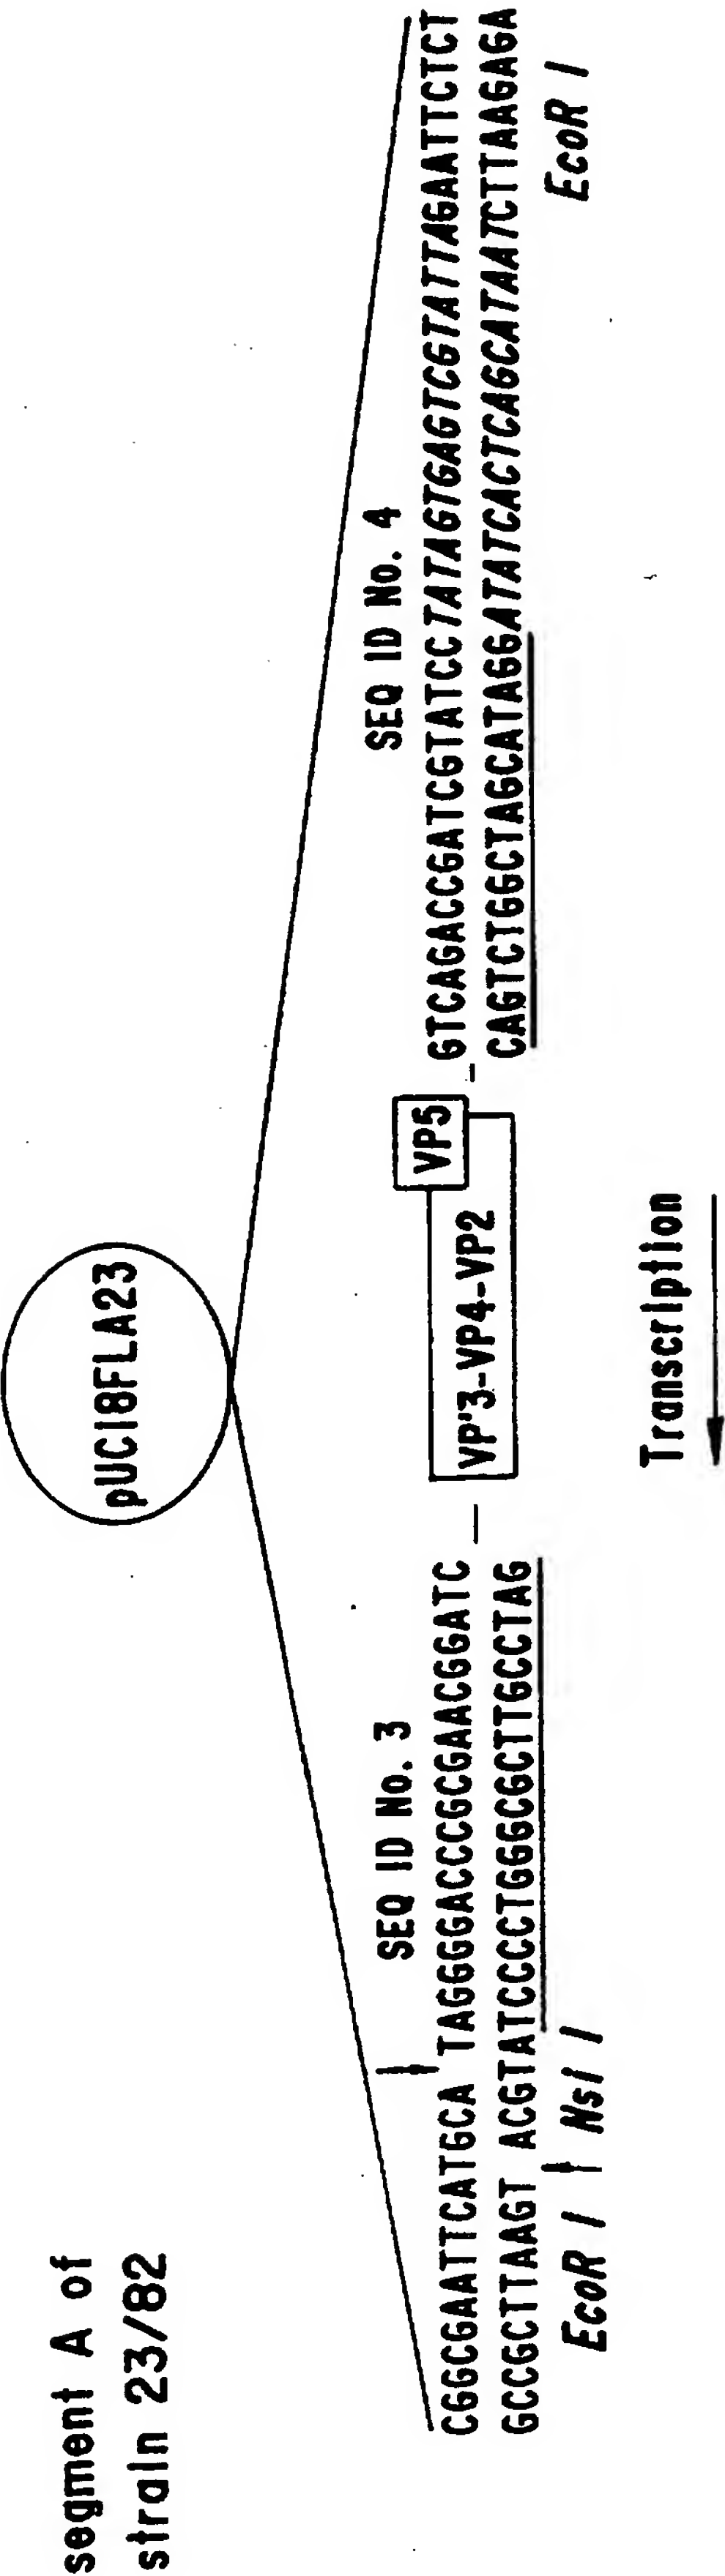 segment A of
strain 23/82
pUC18FLA23
SEQ ID No. 3
CGGCGAATTCATGCA TAGGGGACCCGCGAACGGATC
GCCGCTTAAGT ACGTATCCCCTGGGCGCTTGCCTAG
EcoR I Nsi I
VP5
VP'3-VP4-VP2
SEQ ID No. 4
GTCAGACCGATCGTATCCTATAGTGAGTCGTATTAGAATTCTCT
CAGTCTGGCTAGCATAGGATATCACTCAGCATAATCTTAAGAGA
EcoR I
Transcription